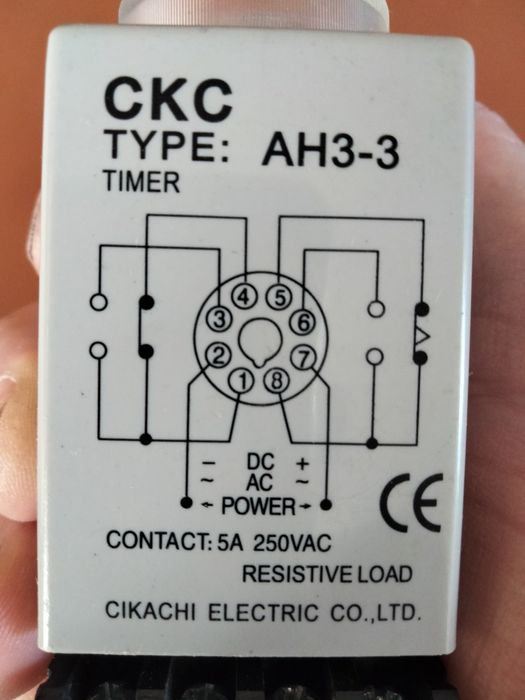 CKC
TYPE: AH3-3
TIMER
4 5
3 6
2 7
1 8
- DC +
~ AC ~
POWER
CE
CONTACT: 5A 250VAC
RESISTIVE LOAD
CIKACHI ELECTRIC CO.,LTD.